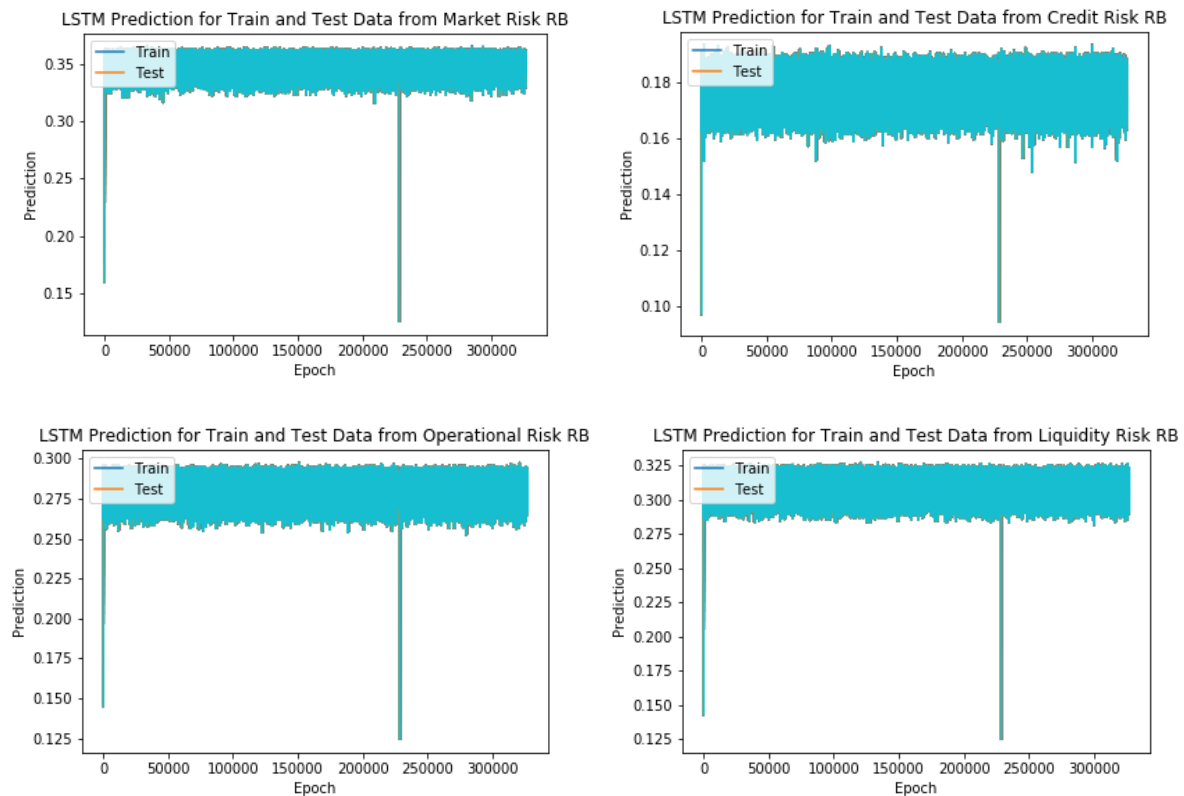 LSTM Prediction for Train and Test Data from Market Risk RB
Train
Test
0.35
0.30
0.25
0.20
0.15
Prediction
0 50000 100000 150000 200000 250000 300000
Epoch
LSTM Prediction for Train and Test Data from Credit Risk RB
Train
Test
0.18
0.16
0.14
0.12
0.10
Prediction
0 50000 100000 150000 200000 250000 300000
Epoch
LSTM Prediction for Train and Test Data from Operational Risk RB
Train
Test
0.300
0.275
0.250
0.225
0.200
0.175
0.150
0.125
Prediction
0 50000 100000 150000 200000 250000 300000
Epoch
LSTM Prediction for Train and Test Data from Liquidity Risk RB
Train
Test
0.325
0.300
0.275
0.250
0.225
0.200
0.175
0.150
0.125
Prediction
0 50000 100000 150000 200000 250000 300000
Epoch